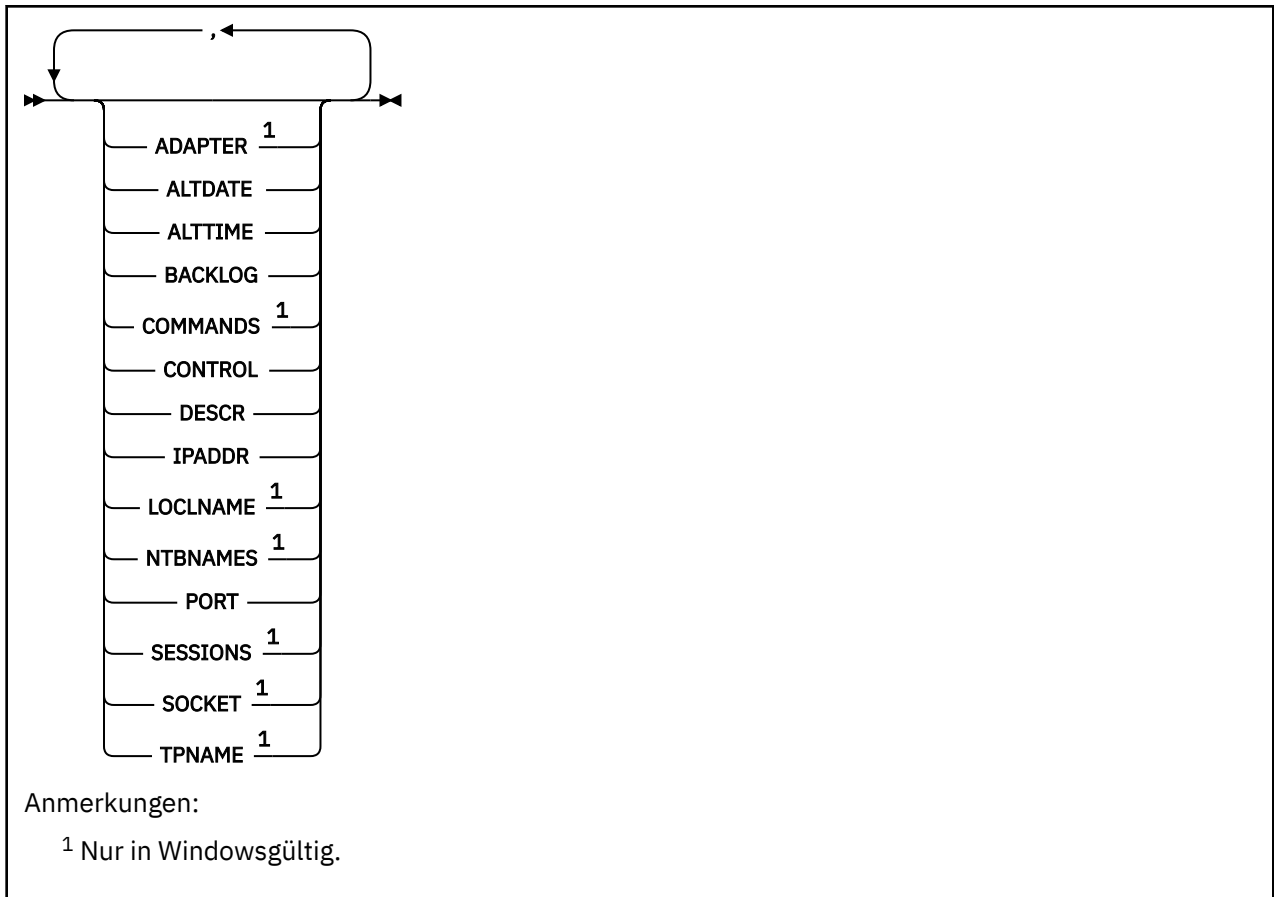 ,
ADAPTER 1
ALTDATE
ALTTIME
BACKLOG
COMMANDS 1
CONTROL
DESCR
IPADDR
LOCLNAME 1
NTBNAMES 1
PORT
SESSIONS 1
SOCKET 1
TPNAME 1
Anmerkungen:
1 Nur in Windowsgültig.